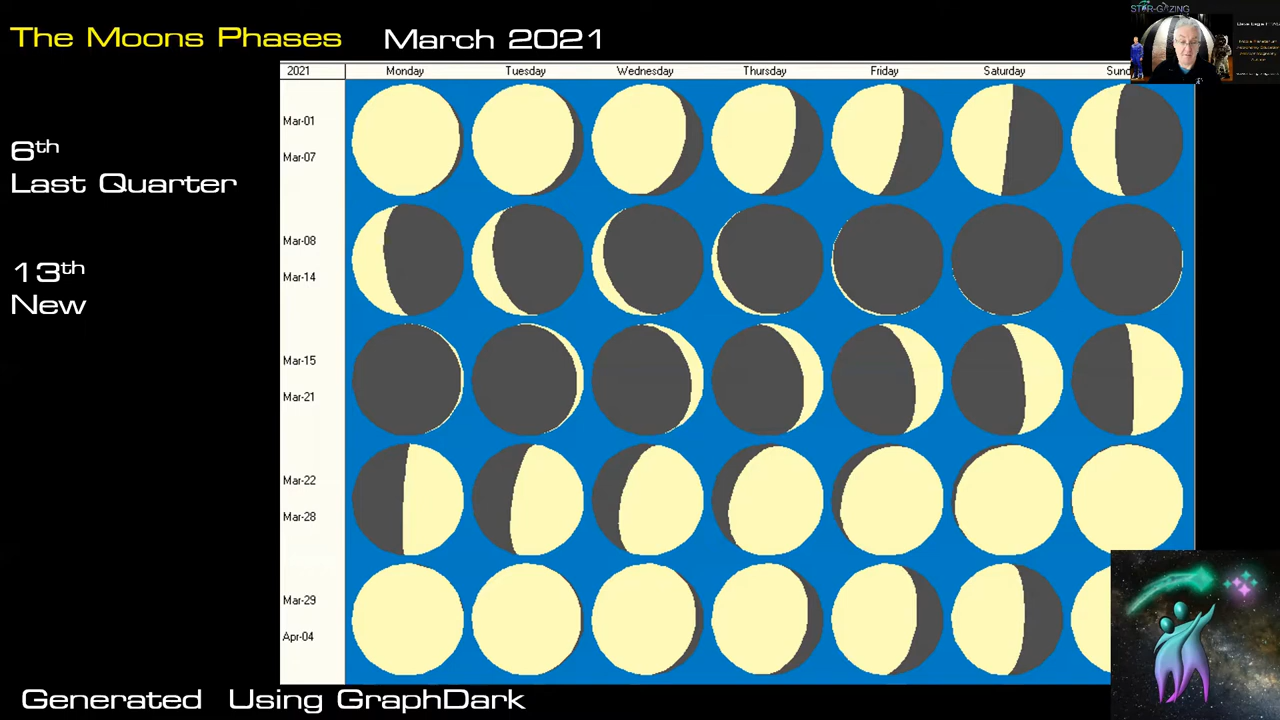 The Moons Phases March 2021
STAR-GAZING
2021 Monday Tuesday Wednesday Thursday Friday Saturday
Mar-01
6th
Mar-07
Last Quarter
Mar-08
13th
Mar-14
New
Mar-15
Mar-21
Mar-22
Mar-28
Mar-29
Apr-04
Generated Using GraphDark